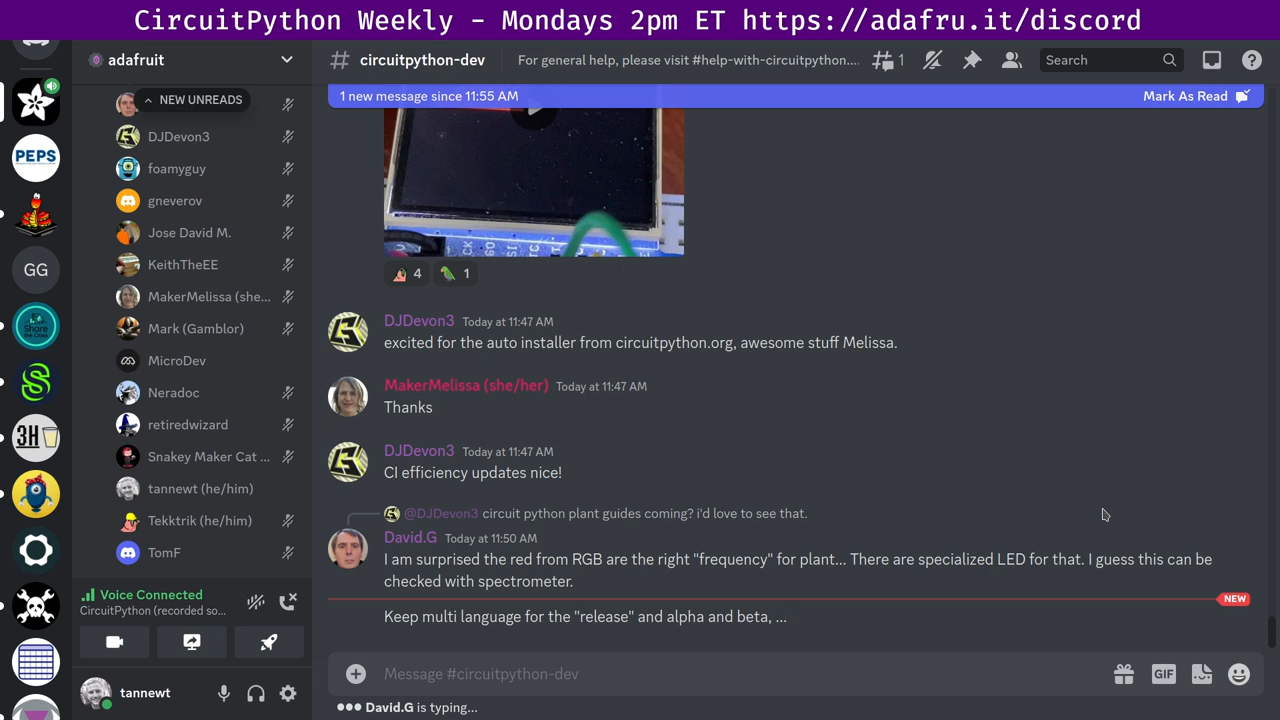 CircuitPython Weekly - Mondays 2pm ET https://adafru.it/discord
adafruit
circuitpython-dev
For general help, please visit #help-with-circuitpython....
1
Search
NEW UNREADS
1 new message since 11:55 AM
Mark As Read
PEPS
DJDevon3
foamyguy
gneverov
Jose David M.
KeithTheEE
MakerMelissa (she...
Mark (Gamblor)
MicroDev
Neradoc
retiredwizard
Snakey Maker Cat ...
tannewt (he/him)
Tekktrik (he/him)
TomF
GG
Share
the Cities
3H
4
1
DJDevon3 Today at 11:47 AM
excited for the auto installer from circuitpython.org, awesome stuff Melissa.
MakerMelissa (she/her) Today at 11:47 AM
Thanks
DJDevon3 Today at 11:47 AM
CI efficiency updates nice!
@DJDevon3 circuit python plant guides coming? i'd love to see that.
David.G Today at 11:50 AM
I am surprised the red from RGB are the right "frequency" for plant... There are specialized LED for that. I guess this can be
checked with spectrometer.
NEW
Keep multi language for the "release" and alpha and beta, ...
Voice Connected
CircuitPython (recorded so...
tannewt
Message #circuitpython-dev
GIF
David.G is typing...